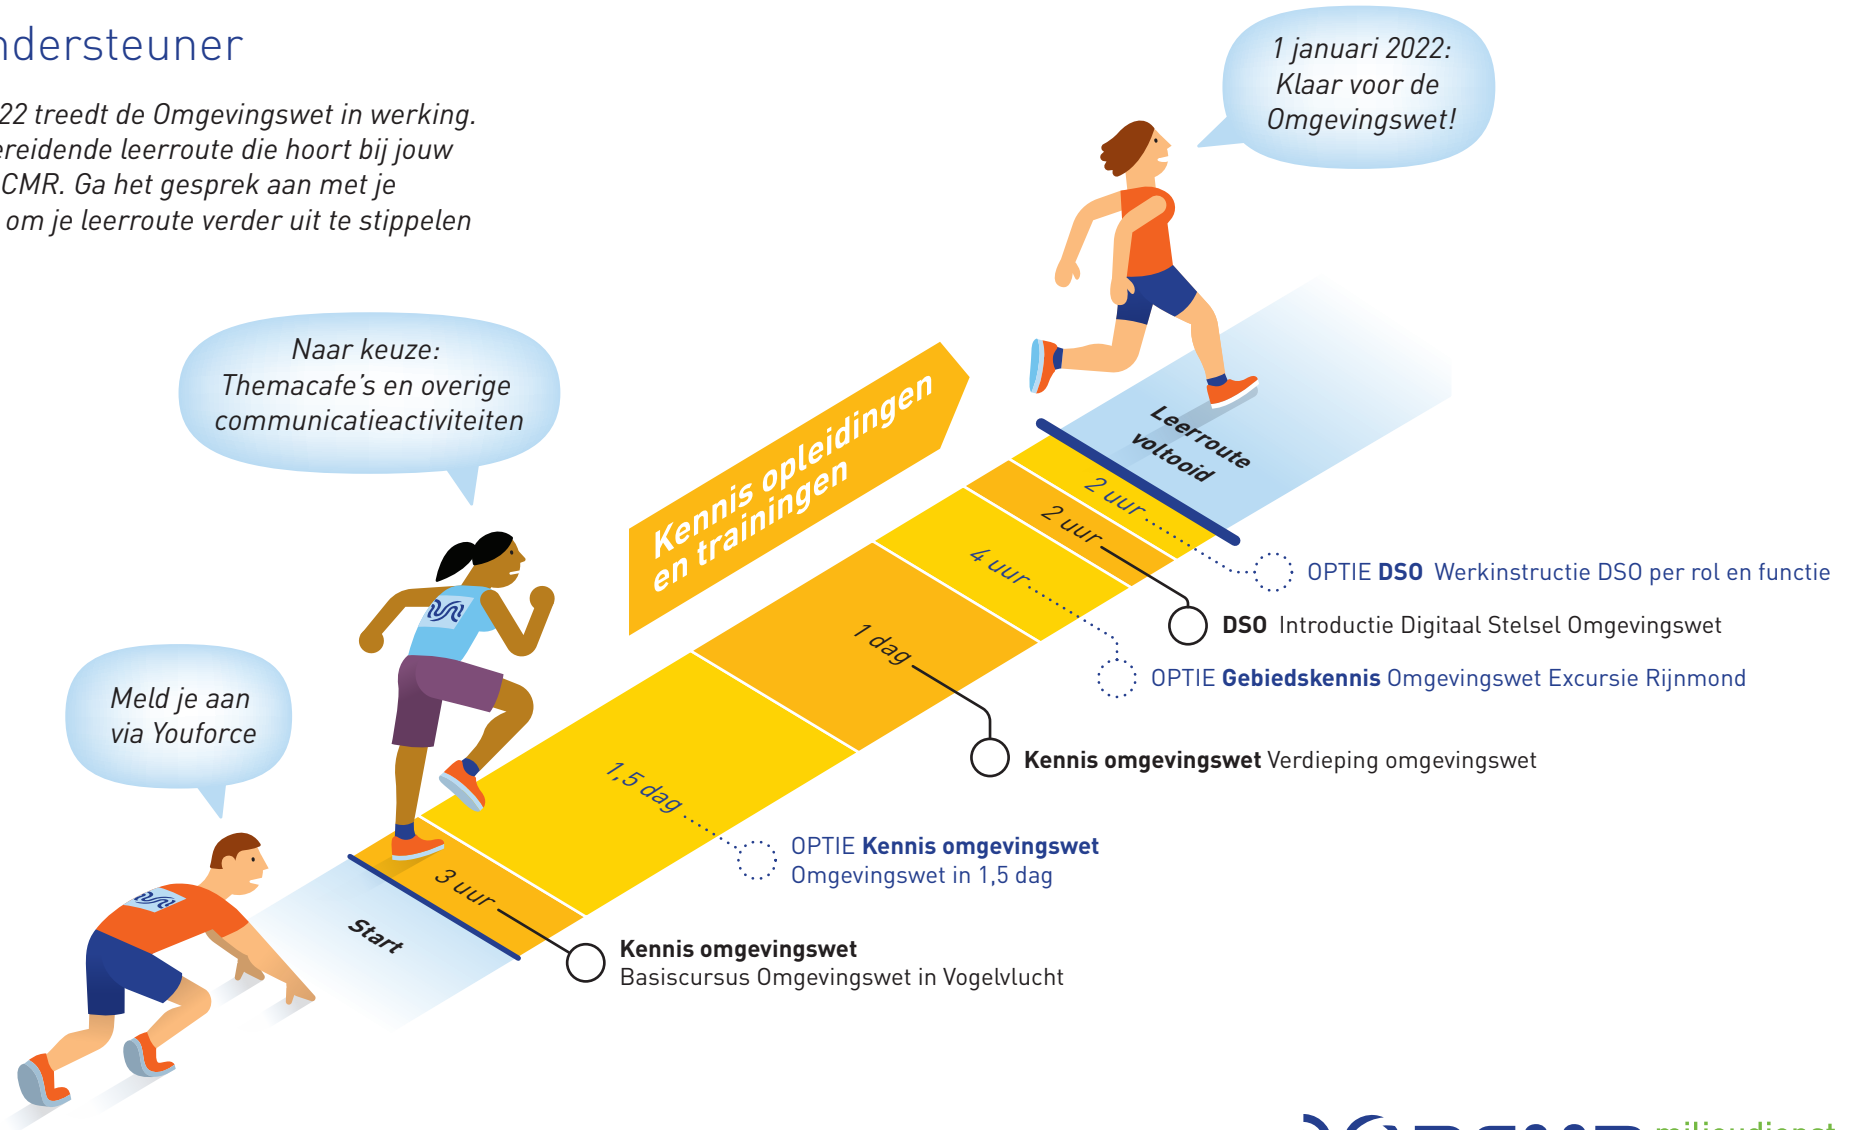 ndersteuner
22 treedt de Omgevingswet in werking.
ereidende leerroute die hoort bij jouw
CMR. Ga het gesprek aan met je
om je leerroute verder uit te stippelen
1 januari 2022:
Klaar voor de
Omgevingswet!
Naar keuze:
Themacafe's en overige
communicatieactiviteiten
Kennis opleidingen
en trainingen
Meld je aan
via Youforce
Leerroute
voltooid
2 uur
OPTIE DSO Werkinstructie DSO per rol en functie
2 uur
DSO Introductie Digitaal Stelsel Omgevingswet
4 uur
OPTIE Gebiedskennis Omgevingswet Excursie Rijnmond
1 dag
Kennis omgevingswet Verdieping omgevingswet
1,5 dag
OPTIE Kennis omgevingswet
Omgevingswet in 1,5 dag
3 uur
Kennis omgevingswet
Basiscursus Omgevingswet in Vogelvlucht
Start
milieudienst